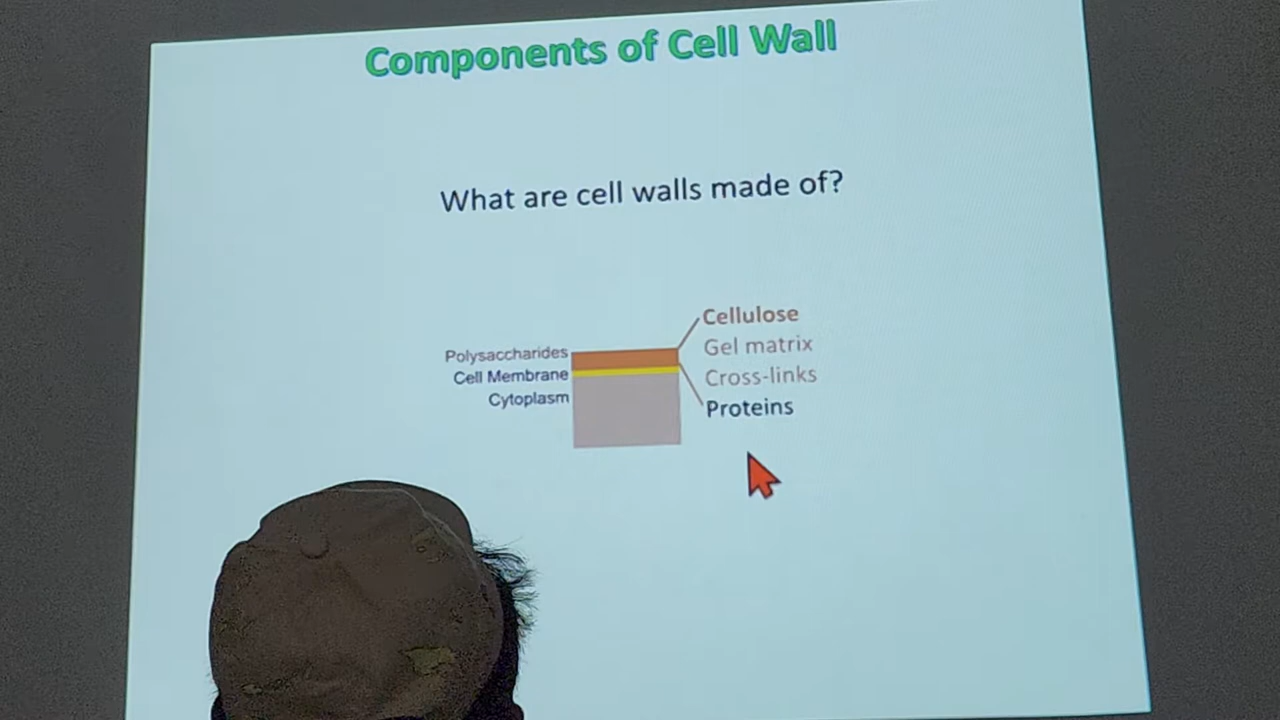 Components of Cell Wall
What are cell walls made of?
Polysaccharides
Cell Membrane
Cytoplasm
Cellulose
Gel matrix
Cross-links
Proteins